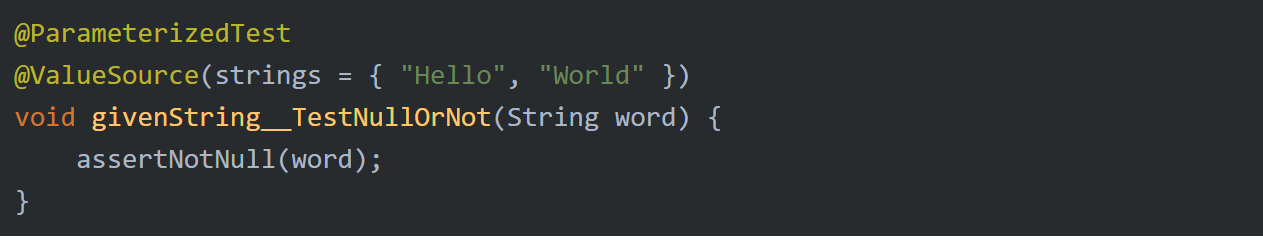 @ParameterizedTest
@ValueSource(strings = { "Hello", "World" })
void givenString__TestNullOrNot(String word) {
    assertNotNull(word);
}